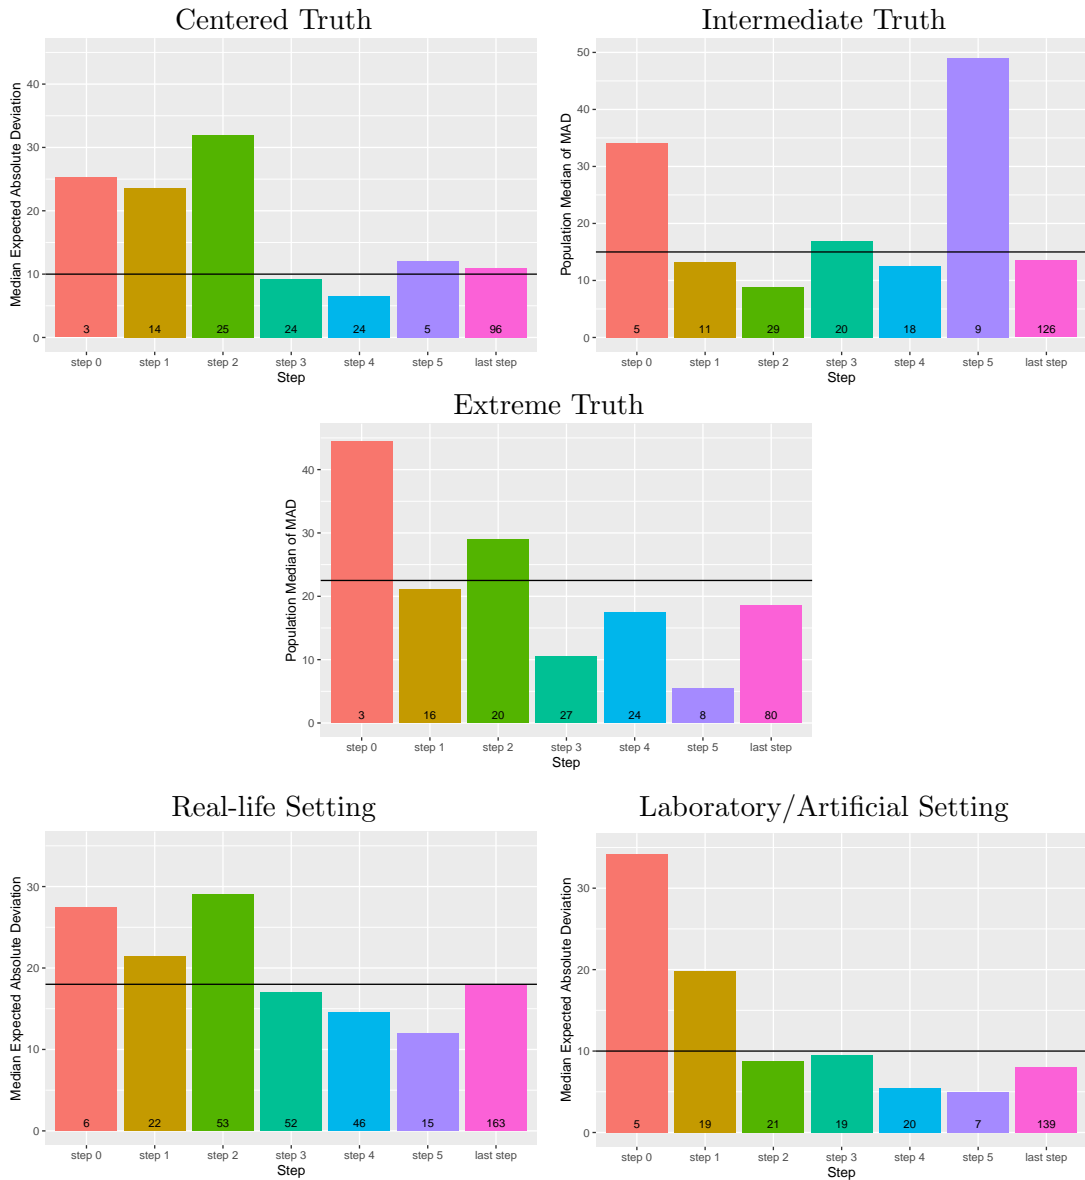 Centered Truth
Median Expected Absolute Deviation
40
30
20
10
0
3 14 25 24 24 5 96
step 0 step 1 step 2 step 3 step 4 step 5 last step
Step
Intermediate Truth
Population Median of MAD
50
40
30
20
10
0
5 11 29 20 18 9 126
step 0 step 1 step 2 step 3 step 4 step 5 last step
Step
Extreme Truth
Population Median of MAD
40
30
20
10
0
3 16 20 27 24 8 80
step 0 step 1 step 2 step 3 step 4 step 5 last step
Step
Real-life Setting
Median Expected Absolute Deviation
30
20
10
0
6 22 53 52 46 15 163
step 0 step 1 step 2 step 3 step 4 step 5 last step
Step
Laboratory/Artificial Setting
Median Expected Absolute Deviation
30
20
10
0
5 19 21 19 20 7 139
step 0 step 1 step 2 step 3 step 4 step 5 last step
Step